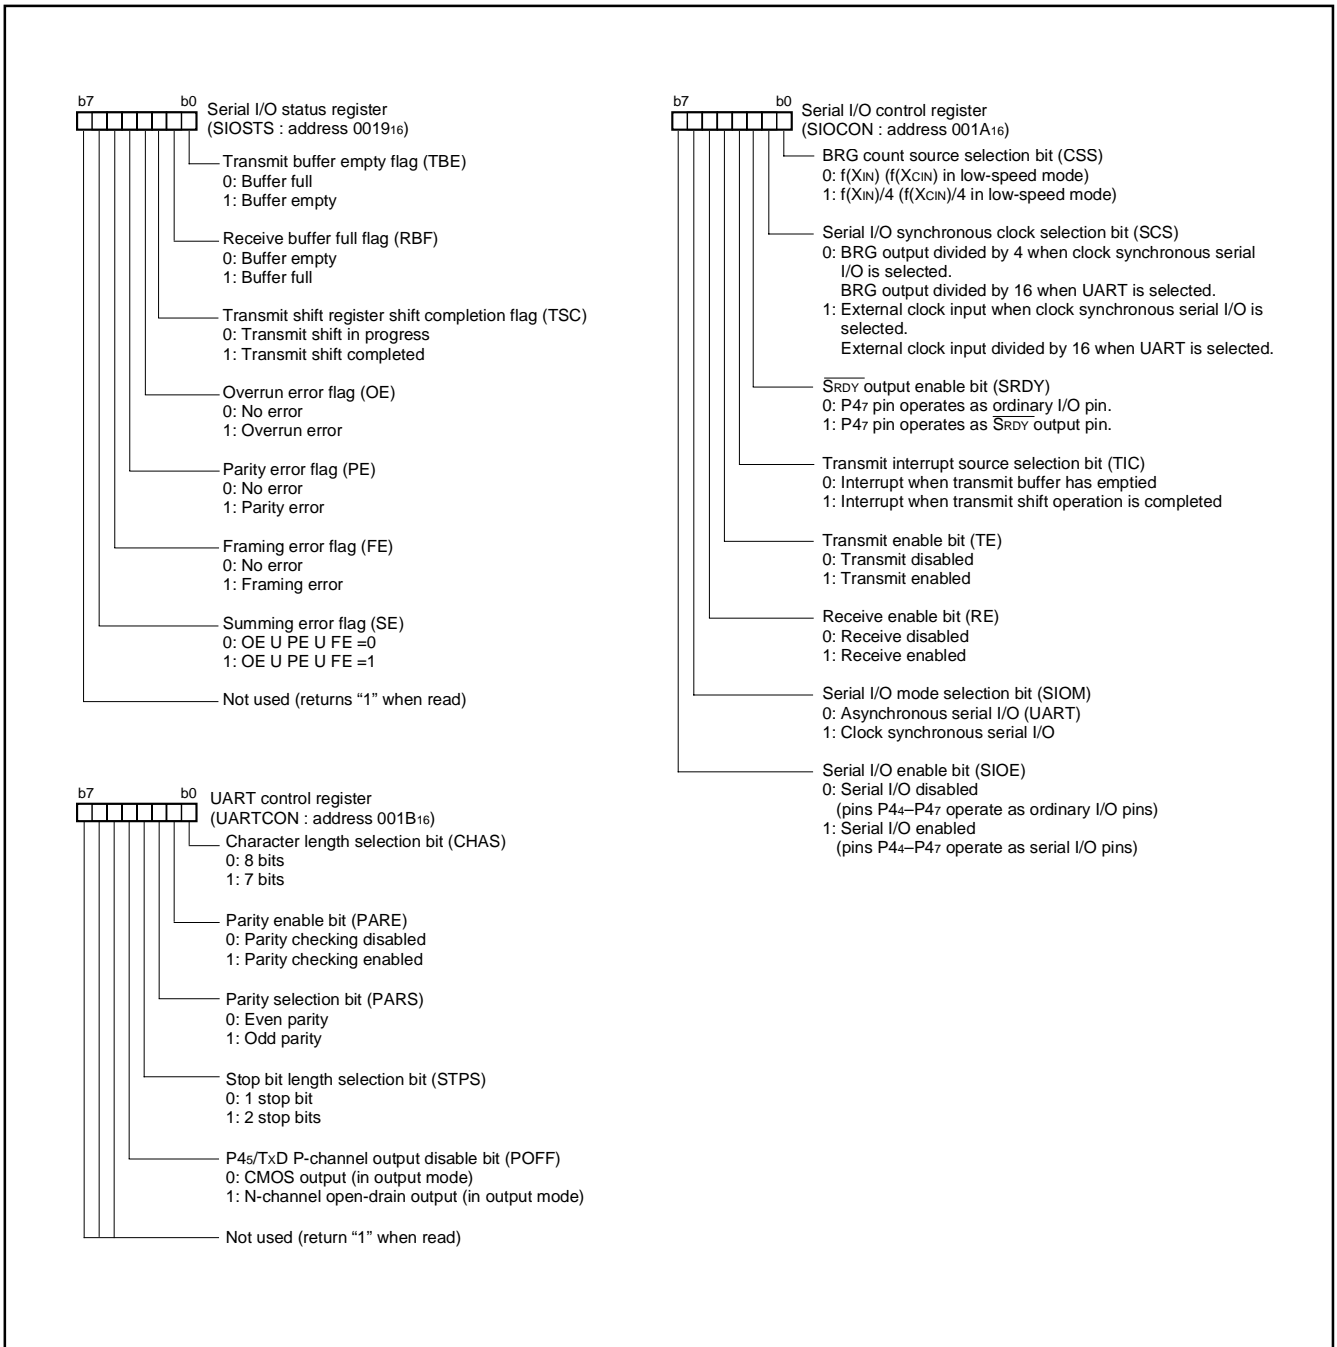 b7 b0 Serial I/O status register
(SIOSTS : address 0019₁₆)
Transmit buffer empty flag (TBE)
0: Buffer full
1: Buffer empty
Receive buffer full flag (RBF)
0: Buffer empty
1: Buffer full
Transmit shift register shift completion flag (TSC)
0: Transmit shift in progress
1: Transmit shift completed
Overrun error flag (OE)
0: No error
1: Overrun error
Parity error flag (PE)
0: No error
1: Parity error
Framing error flag (FE)
0: No error
1: Framing error
Summing error flag (SE)
0: OE U PE U FE =0
1: OE U PE U FE =1
Not used (returns “1” when read)
b7 b0 UART control register
(UARTCON : address 001B₁₆)
Character length selection bit (CHAS)
0: 8 bits
1: 7 bits
Parity enable bit (PARE)
0: Parity checking disabled
1: Parity checking enabled
Parity selection bit (PARS)
0: Even parity
1: Odd parity
Stop bit length selection bit (STPS)
0: 1 stop bit
1: 2 stop bits
P4₅/TxD P-channel output disable bit (POFF)
0: CMOS output (in output mode)
1: N-channel open-drain output (in output mode)
Not used (return “1” when read)
b7 b0 Serial I/O control register
(SIOCON : address 001A₁₆)
BRG count source selection bit (CSS)
0: f(XIN) (f(XCIN) in low-speed mode)
1: f(XIN)/4 (f(XCIN)/4 in low-speed mode)
Serial I/O synchronous clock selection bit (SCS)
0: BRG output divided by 4 when clock synchronous serial
I/O is selected.
BRG output divided by 16 when UART is selected.
1: External clock input when clock synchronous serial I/O is
selected.
External clock input divided by 16 when UART is selected.
SRDY output enable bit (SRDY)
0: P4₇ pin operates as ordinary I/O pin.
1: P4₇ pin operates as SRDY output pin.
Transmit interrupt source selection bit (TIC)
0: Interrupt when transmit buffer has emptied
1: Interrupt when transmit shift operation is completed
Transmit enable bit (TE)
0: Transmit disabled
1: Transmit enabled
Receive enable bit (RE)
0: Receive disabled
1: Receive enabled
Serial I/O mode selection bit (SIOM)
0: Asynchronous serial I/O (UART)
1: Clock synchronous serial I/O
Serial I/O enable bit (SIOE)
0: Serial I/O disabled
(pins P4₄–P4₇ operate as ordinary I/O pins)
1: Serial I/O enabled
(pins P4₄–P4₇ operate as serial I/O pins)